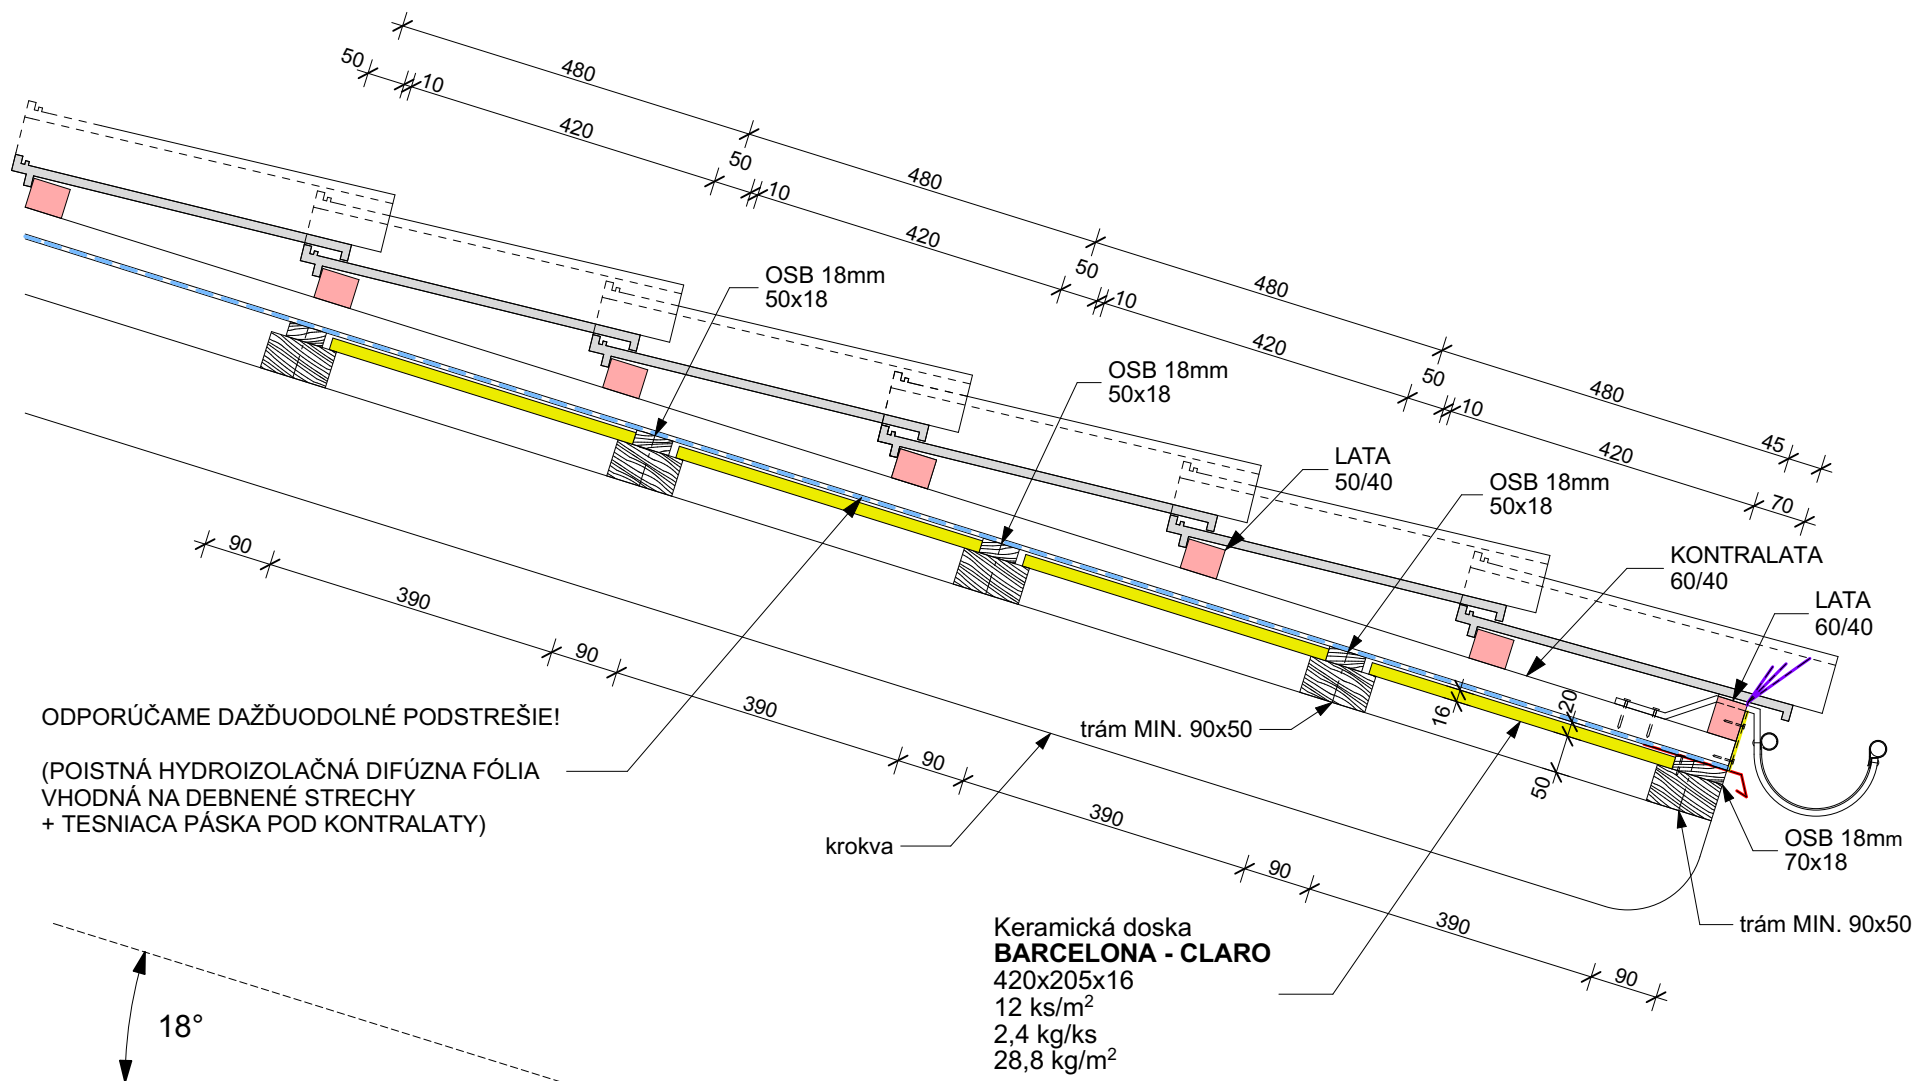 480
50
10
420
480
50
10
420
480
50
10
420
480
50
10
420
45
70
OSB 18mm
50x18
OSB 18mm
50x18
LATA
50/40
OSB 18mm
50x18
KONTRALATA
60/40
LATA
60/40
90
390
90
390
90
390
90
390
90
16
20
50
trám MIN. 90x50
ODPORÚČAME DAŽĎUODOLNÉ PODSTREŠIE!
(POISTNÁ HYDROIZOLAČNÁ DIFÚZNA FÓLIA
VHODNÁ NA DEBNENÉ STRECHY
+ TESNIACA PÁSKA POD KONTRALATY)
krokva
OSB 18mm
70x18
trám MIN. 90x50
Keramická doska
BARCELONA - CLARO
420x205x16
12 ks/m²
2,4 kg/ks
28,8 kg/m²
18°